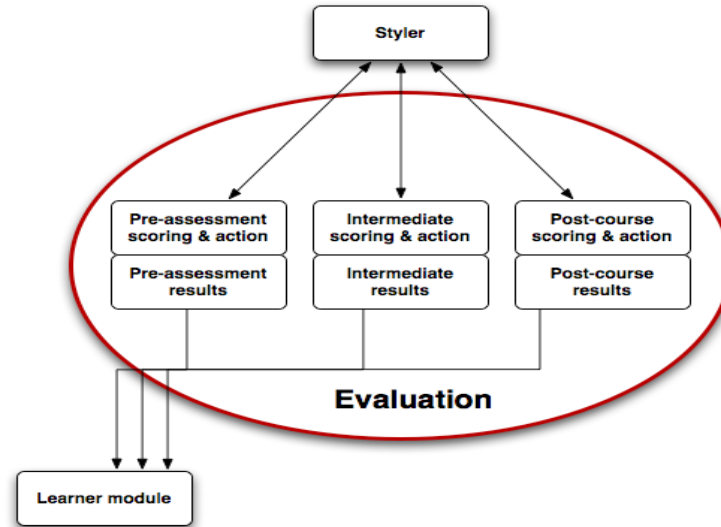 Styler
Pre-assessment
scoring & action
Intermediate
scoring & action
Post-course
scoring & action
Pre-assessment
results
Intermediate
results
Post-course
results
Evaluation
Learner module